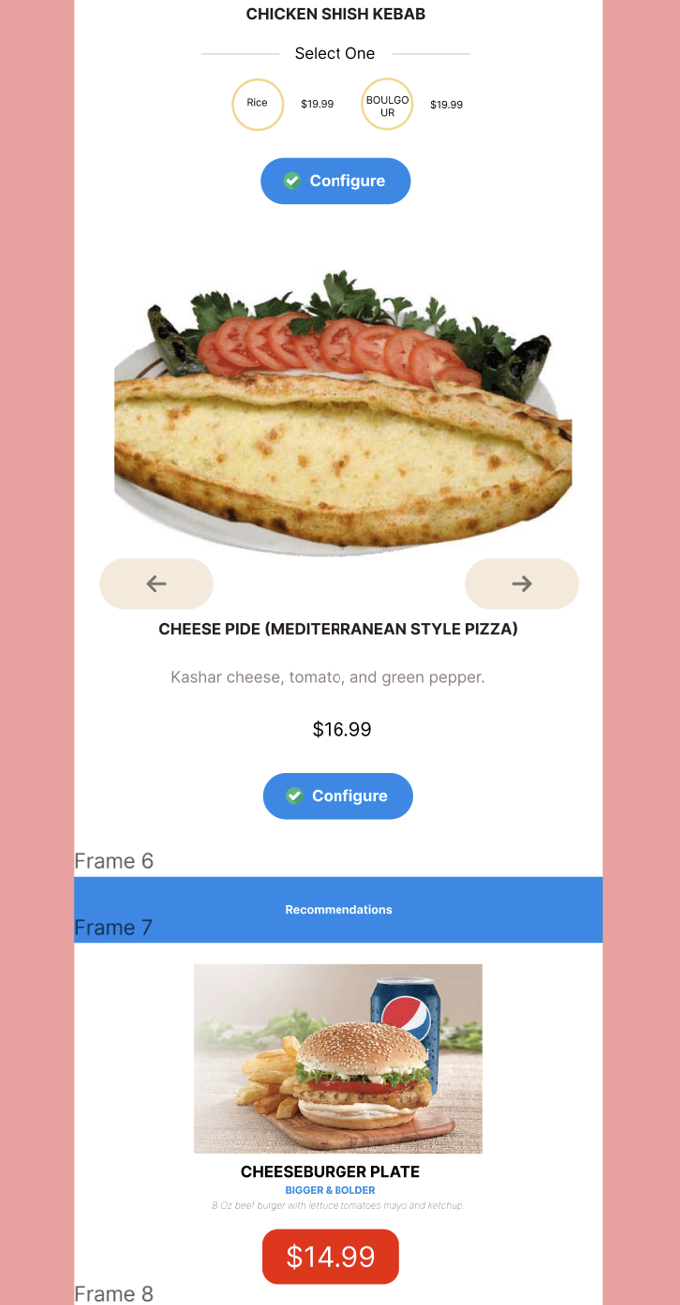 CHICKEN SHISH KEBAB
Select One
Rice
$19.99
BOULGO
UR
$19.99
Configure
CHEESE PIDE (MEDITERRANEAN STYLE PIZZA)
Kashar cheese, tomato, and green pepper.
$16.99
Configure
Frame 6
Recommendations
Frame 7
CHEESEBURGER PLATE
BIGGER & BOLDER
8 Oz beef burger with lettuce tomatoes mayo and ketchup.
$14.99
Frame 8